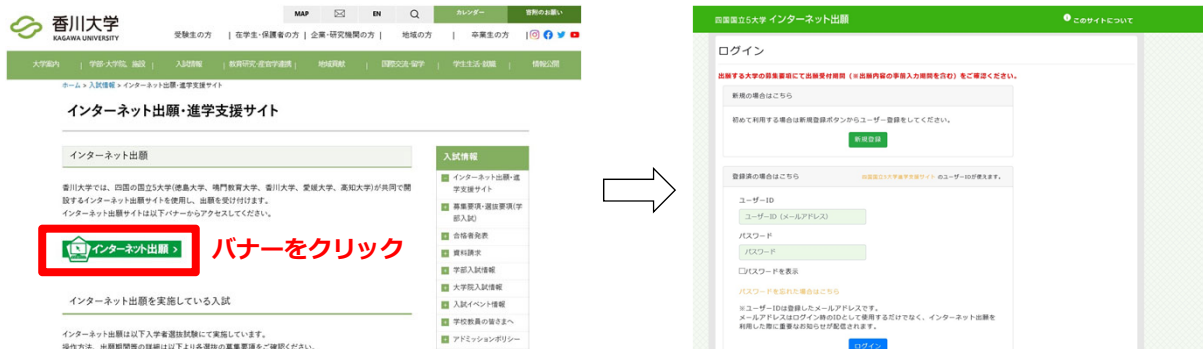 香川大学
KAGAWA UNIVERSITY
MAP
EN
カレンダー
寄附のお願い
受験生の方 | 在学生・保護者の方 | 企業・研究機関の方 | 地域の方 | 卒業生の方
大学案内 | 学部・大学院、施設 | 入試情報 | 教育研究・産官学連携 | 地域貢献 | 国際交流・留学 | 学生生活・就職 | 情報公開
ホーム » 入試情報 » インターネット出願・進学支援サイト
インターネット出願・進学支援サイト
インターネット出願
香川大学では、四国の国立5大学(徳島大学、鳴門教育大学、香川大学、愛媛大学、高知大学)が共同で開
設するインターネット出願サイトを使用し、出願を受け付けます。
インターネット出願サイトは以下バナーからアクセスしてください。
インターネット出願
バナーをクリック
インターネット出願を実施している入試
インターネット出願は以下入学者選抜試験にて実施しています。
操作方法、出願期間等の詳細は以下より各選抜の募集要項をご確認ください。
入試情報
インターネット出願・進
学支援サイト
募集要項・選抜要項(学
部入試)
合格者発表
資料請求
学部入試情報
大学院入試情報
入試イベント情報
学校教員の皆さまへ
アドミッションポリシー
四国国立5大学 インターネット出願
このサイトについて
ログイン
出願する大学の募集要項にて出願受付期間(※出願内容の事前入力期間を含む)をご確認ください。
新規の場合はこちら
初めて利用する場合は新規登録ボタンからユーザー登録をしてください。
新規登録
登録済の場合はこちら
四国国立5大学進学支援サイト のユーザーIDが使えます。
ユーザーID
ユーザーID(メールアドレス)
パスワード
パスワード
パスワードを表示
パスワードを忘れた場合はこちら
※ユーザーIDは登録したメールアドレスです。
メールアドレスはログイン時のIDとして使用するだけでなく、インターネット出願を
利用した際に重要なお知らせが配信されます。
ログイン